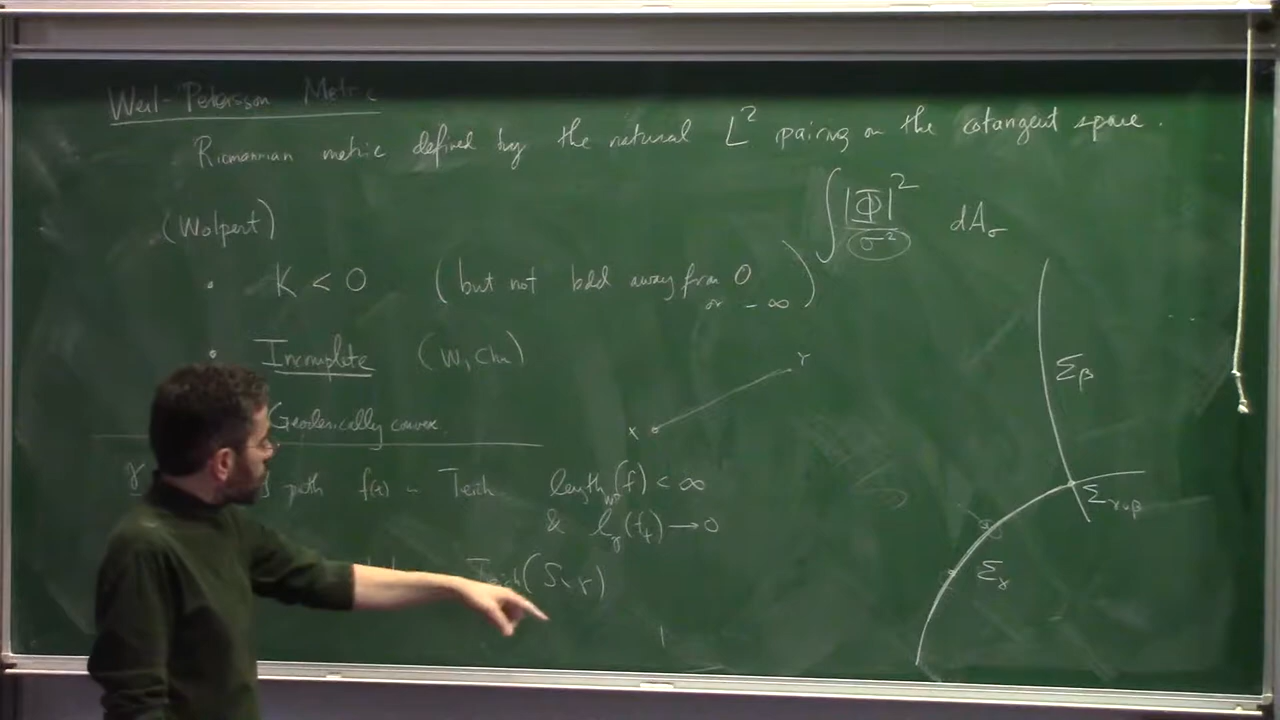 Weil-Petersson Metric
Riemannian metric defined by the natural L² pairing on the cotangent space.
∫ |Φ|²/σ² dA_σ
(Wolpert)
· K < 0 (but not bdd away from 0 or -∞)
· Incomplete (W, Chu)
Geodesically convex.
X Y
γ path f(t) in Teich length_WP(f) < ∞
& ℓ_γ(f_t) → 0
Teich(S∖γ)
Σ_β
Σ_γ∪β
Σ_γ